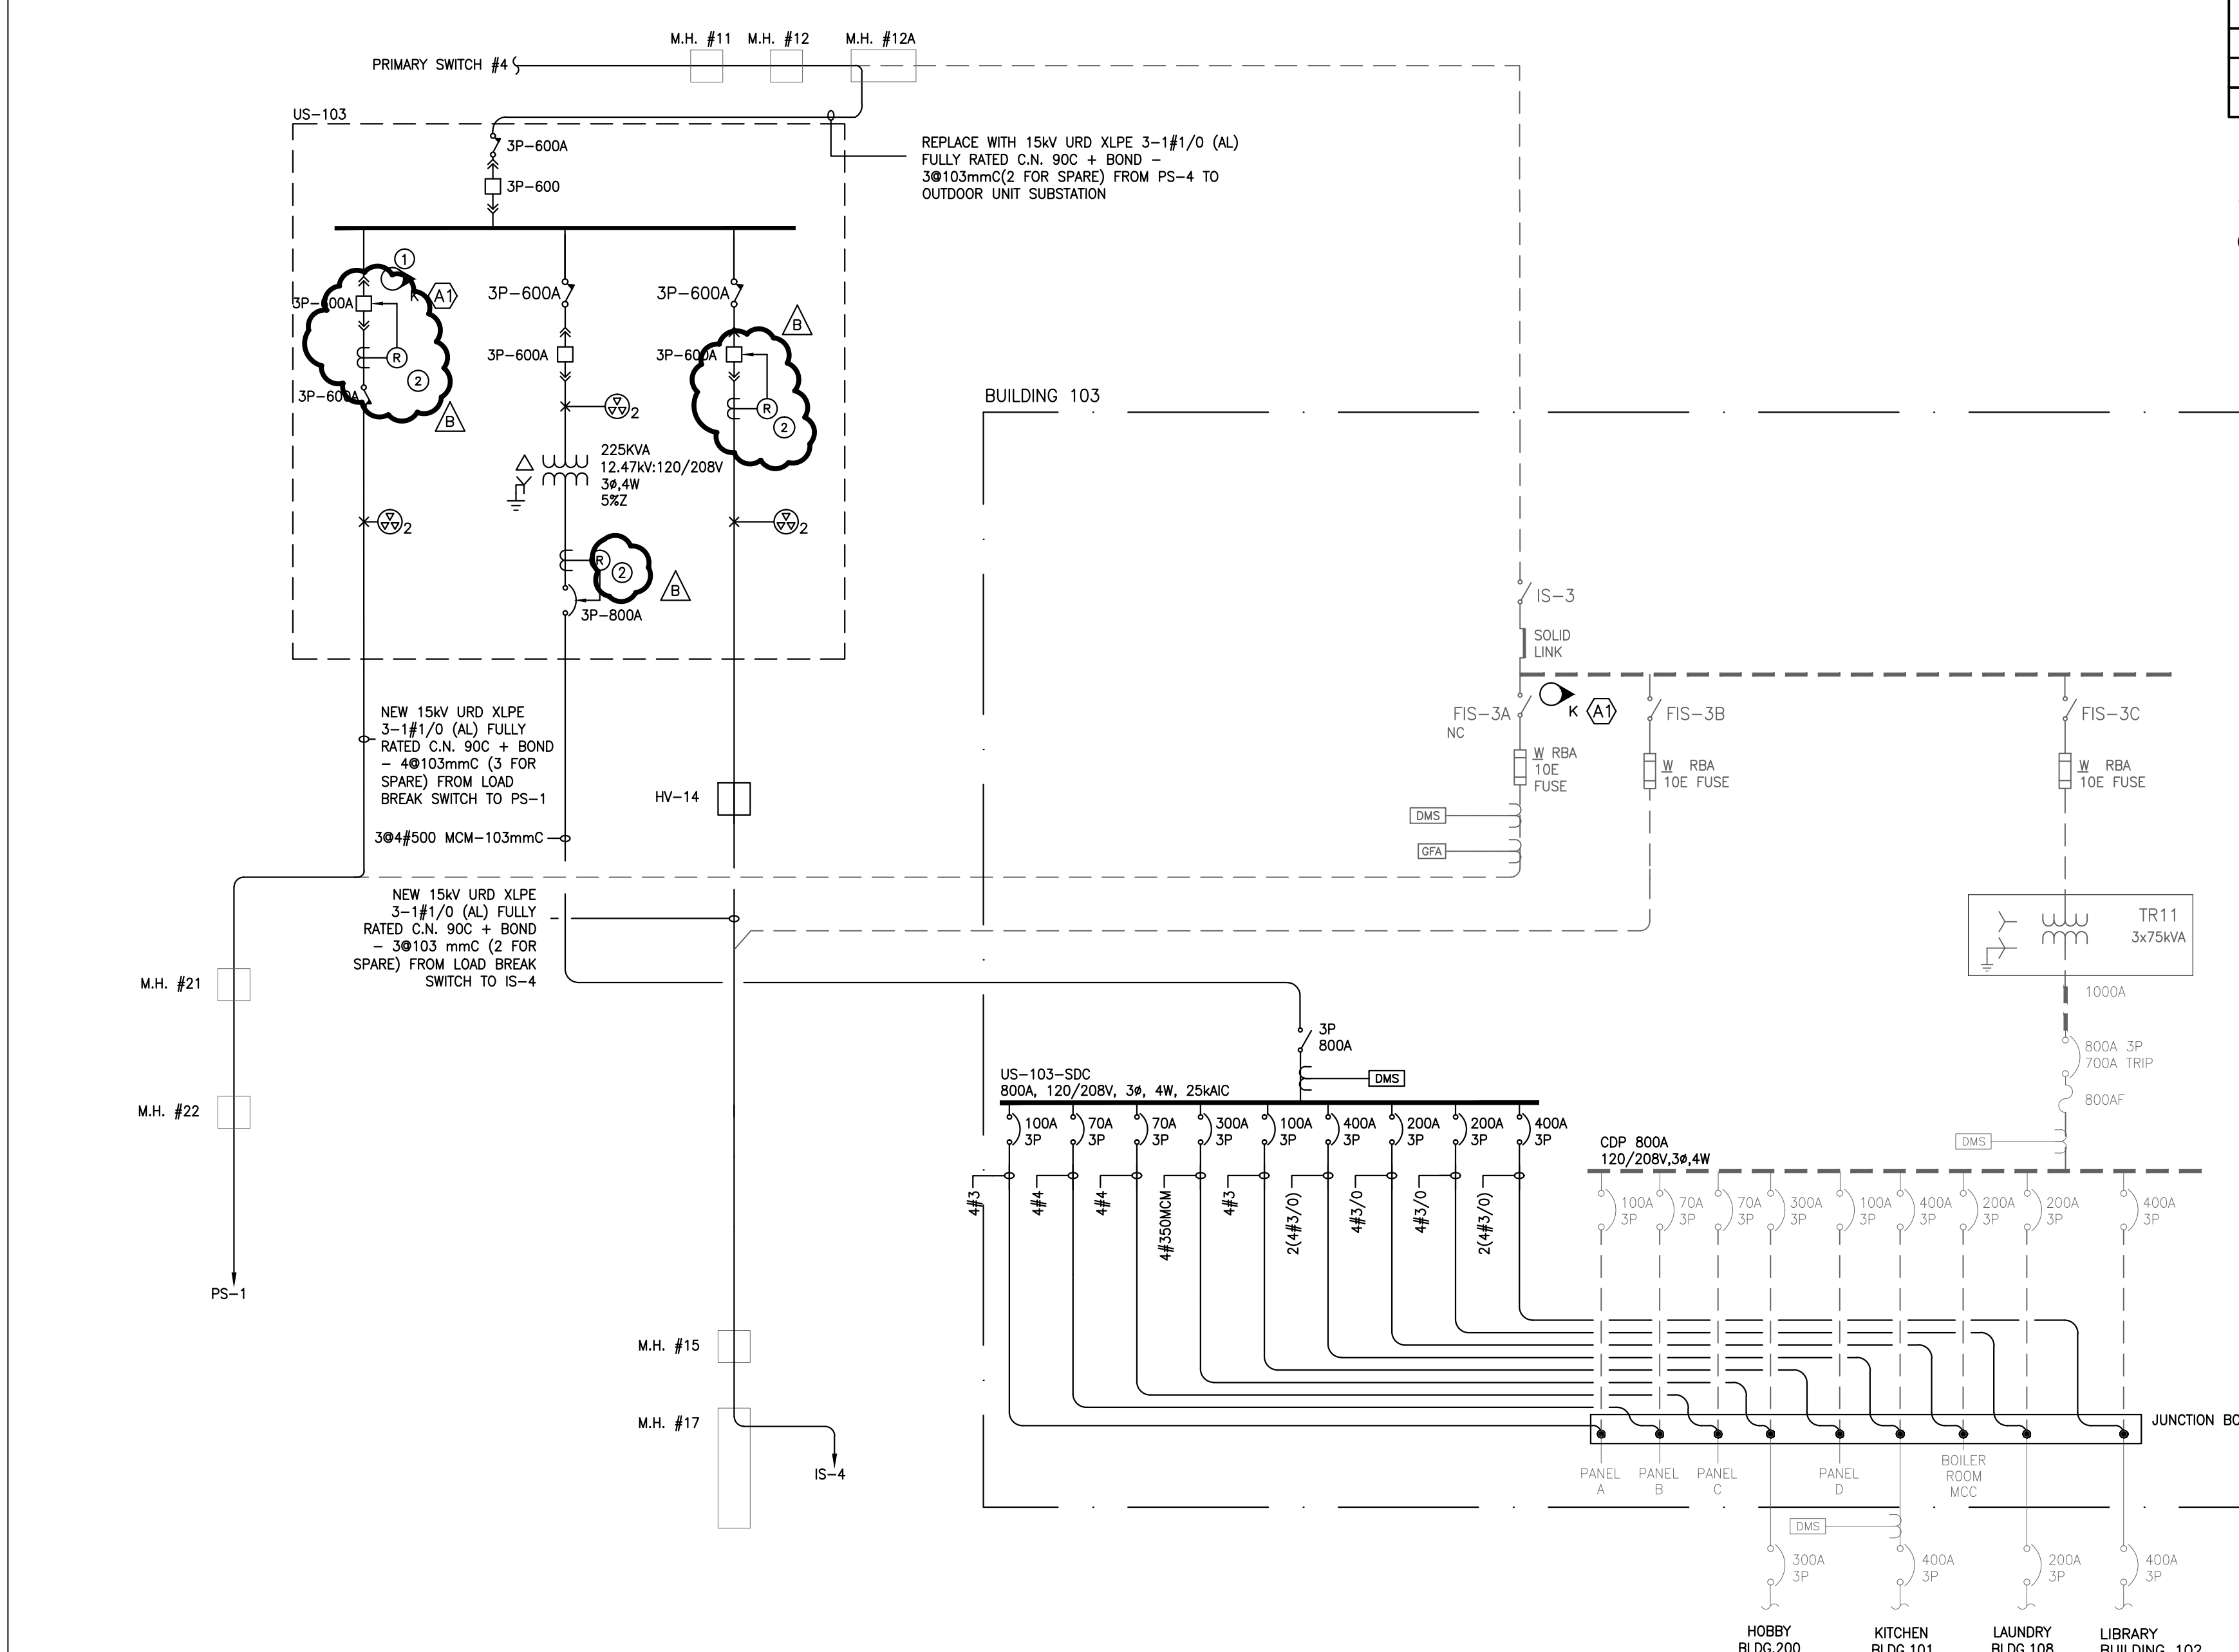 M.H. #11
M.H. #12
M.H. #12A
PRIMARY SWITCH #4
US-103
3P-600A
3P-600
REPLACE WITH 15kV URD XLPE 3-1#1/0 (AL)
FULLY RATED C.N. 90C + BOND -
3@103mmC(2 FOR SPARE) FROM PS-4 TO
OUTDOOR UNIT SUBSTATION
1
K
A1
3P-600A
R
2
3P-600A
B
3P-600A
3P-600A
2
225KVA
12.47kV:120/208V
3ø,4W
5%Z
R
2
B
3P-800A
3P-600A
B
3P-600A
R
2
2
2
BUILDING 103
NEW 15kV URD XLPE
3-1#1/0 (AL) FULLY
RATED C.N. 90C + BOND
- 4@103mmC (3 FOR
SPARE) FROM LOAD
BREAK SWITCH TO PS-1
HV-14
3@4#500 MCM-103mmC
NEW 15kV URD XLPE
3-1#1/0 (AL) FULLY
RATED C.N. 90C + BOND
- 3@103 mmC (2 FOR
SPARE) FROM LOAD BREAK
SWITCH TO IS-4
M.H. #21
M.H. #22
PS-1
M.H. #15
M.H. #17
IS-4
IS-3
SOLID
LINK
FIS-3A
NC
K
A1
W RBA
10E
FUSE
DMS
GFA
FIS-3B
W RBA
10E FUSE
FIS-3C
W RBA
10E FUSE
TR11
3x75kVA
1000A
800A 3P
700A TRIP
800AF
DMS
3P
800A
DMS
US-103-SDC
800A, 120/208V, 3ø, 4W, 25kAIC
100A
3P
70A
3P
70A
3P
300A
3P
100A
3P
400A
3P
200A
3P
200A
3P
400A
3P
4#3
4#4
4#4
4#350MCM
4#3
2(4#3/0)
4#3/0
4#3/0
2(4#3/0)
CDP 800A
120/208V,3ø,4W
100A
3P
70A
3P
70A
3P
300A
3P
100A
3P
400A
3P
200A
3P
200A
3P
400A
3P
JUNCTION
PANEL
A
PANEL
B
PANEL
C
PANEL
D
BOILER
ROOM
MCC
DMS
300A
3P
400A
3P
200A
3P
400A
3P
HOBBY
BLDG.200
KITCHEN
BLDG.101
LAUNDRY
BLDG.108
LIBRARY
BUILDING 102